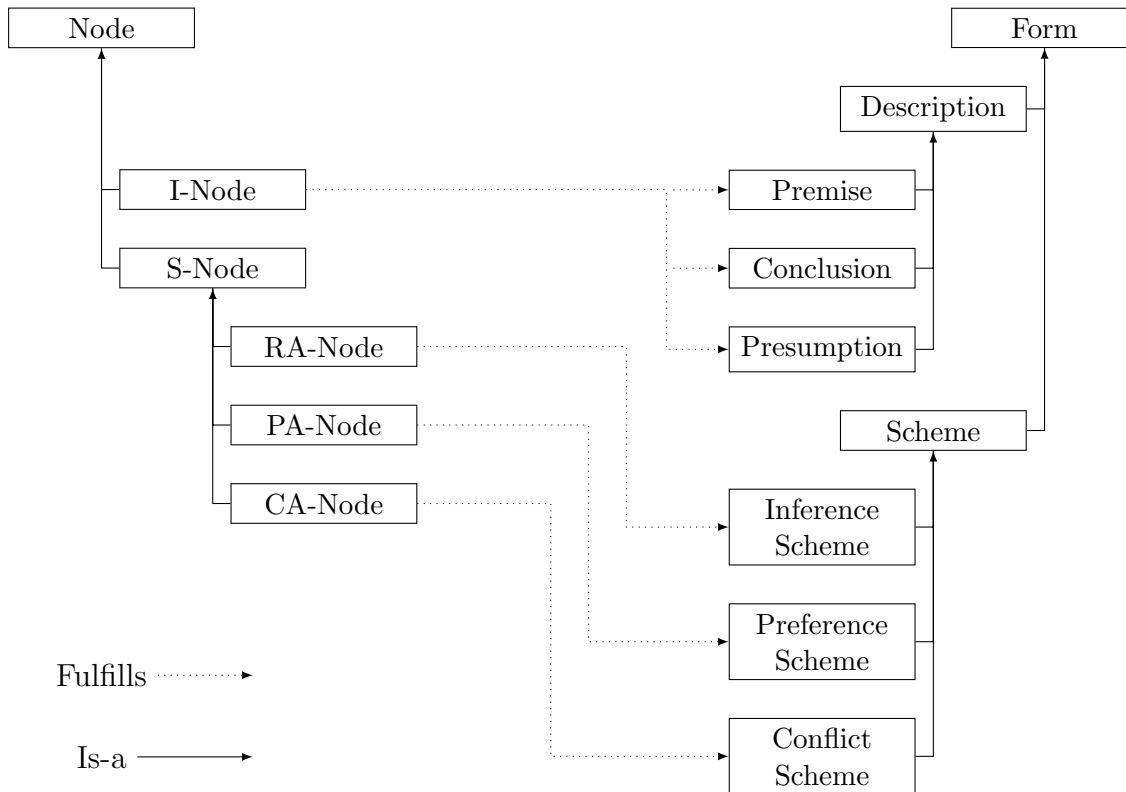 Node
Form
Description
I-Node
Premise
S-Node
Conclusion
RA-Node
Presumption
PA-Node
Scheme
CA-Node
Inference
Scheme
Preference
Scheme
Fulfills
Conflict
Scheme
Is-a